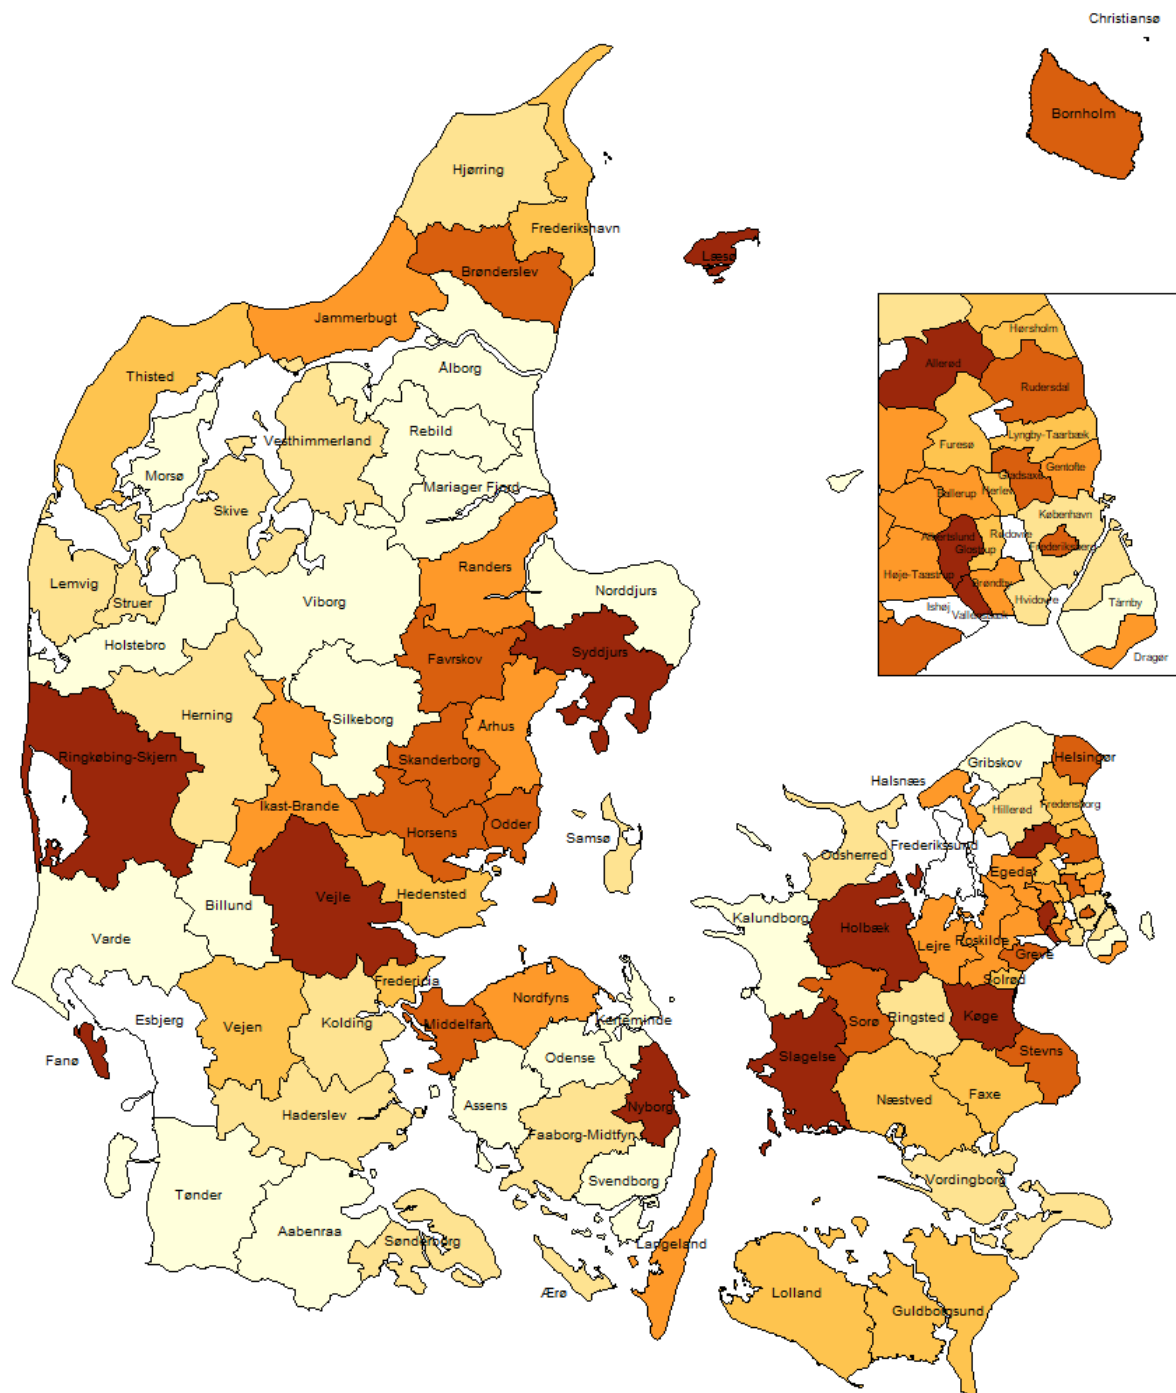 Christiansø
Bornholm
Hjørring
Frederikshavn
Læsø
Brønderslev
Jammerbugt
Hørsholm
Allerød
Rudersdal
Thisted
Ålborg
Vesthimmerland
Rebild
Furesø
Lyngby-Taarbæk
Gentofte
Gladsaxe
Morsø
Mariager Fjord
Ballerup
Herlev
Skive
København
Albertslund
Rødovre
Glostrup
Frederiksberg
Randers
Høje-Taastrup
Brøndby
Lemvig
Norddjurs
Struer
Viborg
Hvidovre
Tårnby
Ishøj
Vallensbæk
Holstebro
Favrskov
Syddjurs
Dragør
Herning
Silkeborg
Århus
Ringkøbing-Skjern
Skanderborg
Gribskov
Helsingør
Halsnæs
Ikast-Brande
Hillerød
Fredensborg
Horsens
Odder
Samsø
Frederikssund
Odsherred
Egedal
Vejle
Hedensted
Billund
Kalundborg
Holbæk
Varde
Lejre
Roskilde
Greve
Fredericia
Solrød
Nordfyns
Esbjerg
Vejen
Kolding
Middelfart
Kerteminde
Sorø
Ringsted
Køge
Stevns
Fanø
Odense
Slagelse
Haderslev
Assens
Nyborg
Næstved
Faxe
Faaborg-Midtfyn
Svendborg
Vordingborg
Tønder
Aabenraa
Sønderborg
Langeland
Ærø
Lolland
Guldborgsund